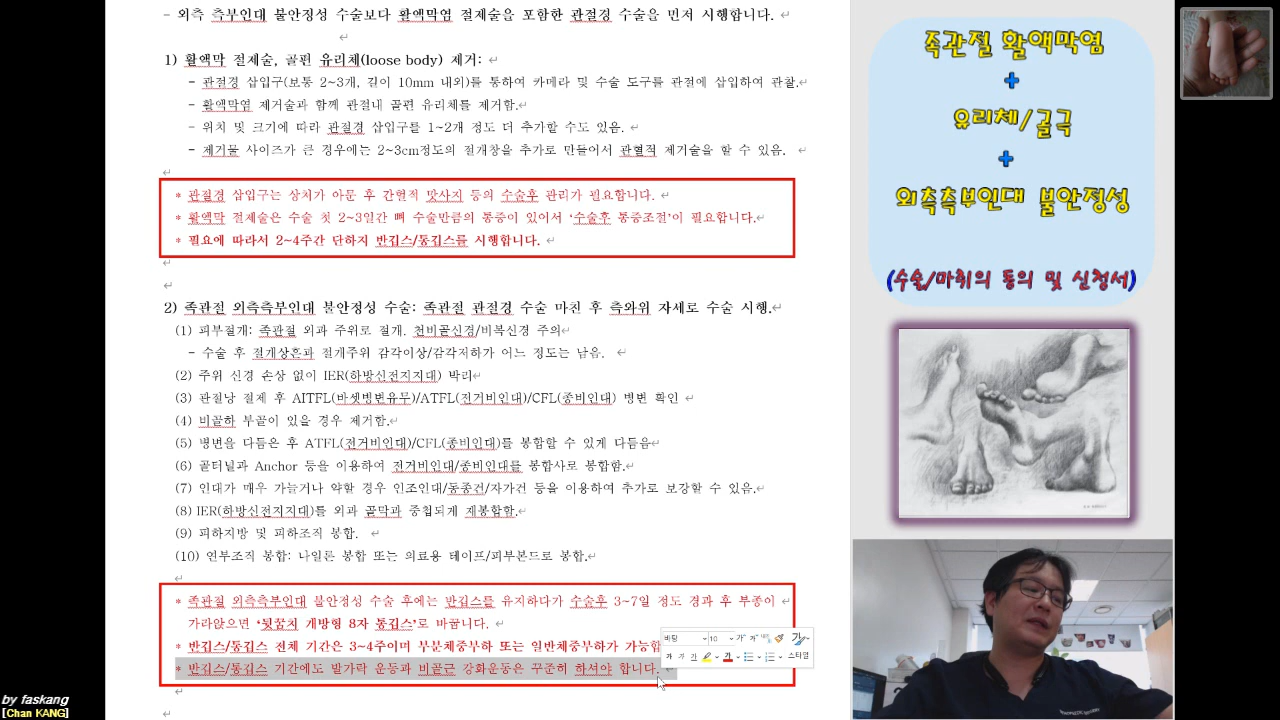 - 외측 측부인대 불안정성 수술보다 활액막염 절제술을 포함한 관절경 수술을 먼저 시행합니다.
1) 활액막 절제술, 골편 유리체(loose body) 제거:
- 관절경 삽입구(보통 2~3개, 길이 10mm 내외)를 통하여 카메라 및 수술 도구를 관절에 삽입하여 관찰.
- 활액막염 제거술과 함께 관절내 골편 유리체를 제거함.
- 위치 및 크기에 따라 관절경 삽입구를 1~2개 정도 더 추가할 수도 있음.
- 제기물 사이즈가 큰 경우에는 2~3cm정도의 절개창을 추가로 만들어서 관혈적 제기술을 할 수 있음.
* 관절경 삽입구는 상처가 아문 후 간헐적 맛사지 등의 수술후 관리가 필요합니다.
* 활액막 절제술은 수술 첫 2~3일간 뼈 수술만큼의 통증이 있어서 '수술후 통증조절'이 필요합니다.
* 필요에 따라서 2~4주간 단하지 반깁스/통깁스를 시행합니다.
2) 족관절 외측측부인대 불안정성 수술: 족관절 관절경 수술 마친 후 측와위 자세로 수술 시행.
(1) 피부절개: 족관절 외과 주위로 절개. 천비골신경/비복신경 주의
- 수술 후 절개상흔과 절개주위 감각이상/감각저하가 어느 정도는 남음.
(2) 주위 신경 손상 없이 IER(하방신전지지대) 박리
(3) 관절낭 절제 후 AITFL(바셋병변유무)/ATFL(전거비인대)/CFL(종비인대) 병변 확인
(4) 비골하 부골이 있을 경우 제거함.
(5) 병변을 다듬은 후 ATFL(전거비인대)/CFL(종비인대)를 봉합할 수 있게 다듬음
(6) 골터널과 Anchor 등을 이용하여 전거비인대/종비인대를 봉합사로 봉합함.
(7) 인대가 매우 가늘거나 약할 경우 인조인대/동종건/자가건 등을 이용하여 추가로 보강할 수 있음.
(8) IER(하방신전지지대)를 외과 골막과 중첩되게 재봉합함.
(9) 피하지방 및 피하조직 봉합.
(10) 연부조직 봉합: 나일론 봉합 또는 의료용 테이프/피부본드로 봉합.
* 족관절 외측측부인대 불안정성 수술 후에는 반깁스를 유지하다가 수술후 3~7일 정도 경과 후 부종이
가라앉으면 '뒷꿈치 개방형 8자 통깁스'로 바꿉니다.
* 반깁스/통깁스 전체 기간은 3~4주이며 부분체중부하 또는 일반체중부하가 가능합
* 반깁스/통깁스 기간에도 발가락 운동과 비골근 강화운동은 꾸준히 하셔야 합니다.
바탕 10 가 가
가 가 가 가 스타일
족관절 활액막염
+
유리체/골극
+
외측측부인대 불안정성
(수술/마취의 동의 및 신청서)
by faskang
[Chan KANG]